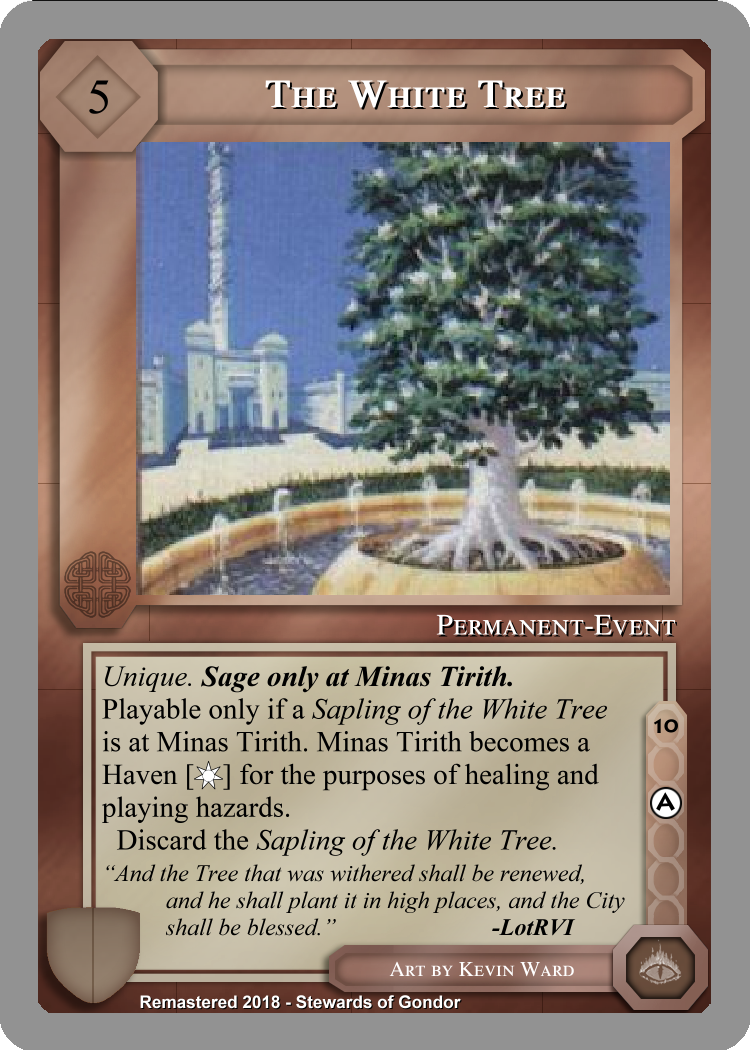 5
THE WHITE TREE
PERMANENT-EVENT
Unique. Sage only at Minas Tirith.
Playable only if a Sapling of the White Tree
is at Minas Tirith. Minas Tirith becomes a
Haven [ ] for the purposes of healing and
playing hazards.
Discard the Sapling of the White Tree.
“And the Tree that was withered shall be renewed,
and he shall plant it in high places, and the City
shall be blessed.” -LotRVI
10
A
ART BY KEVIN WARD
Remastered 2018 - Stewards of Gondor